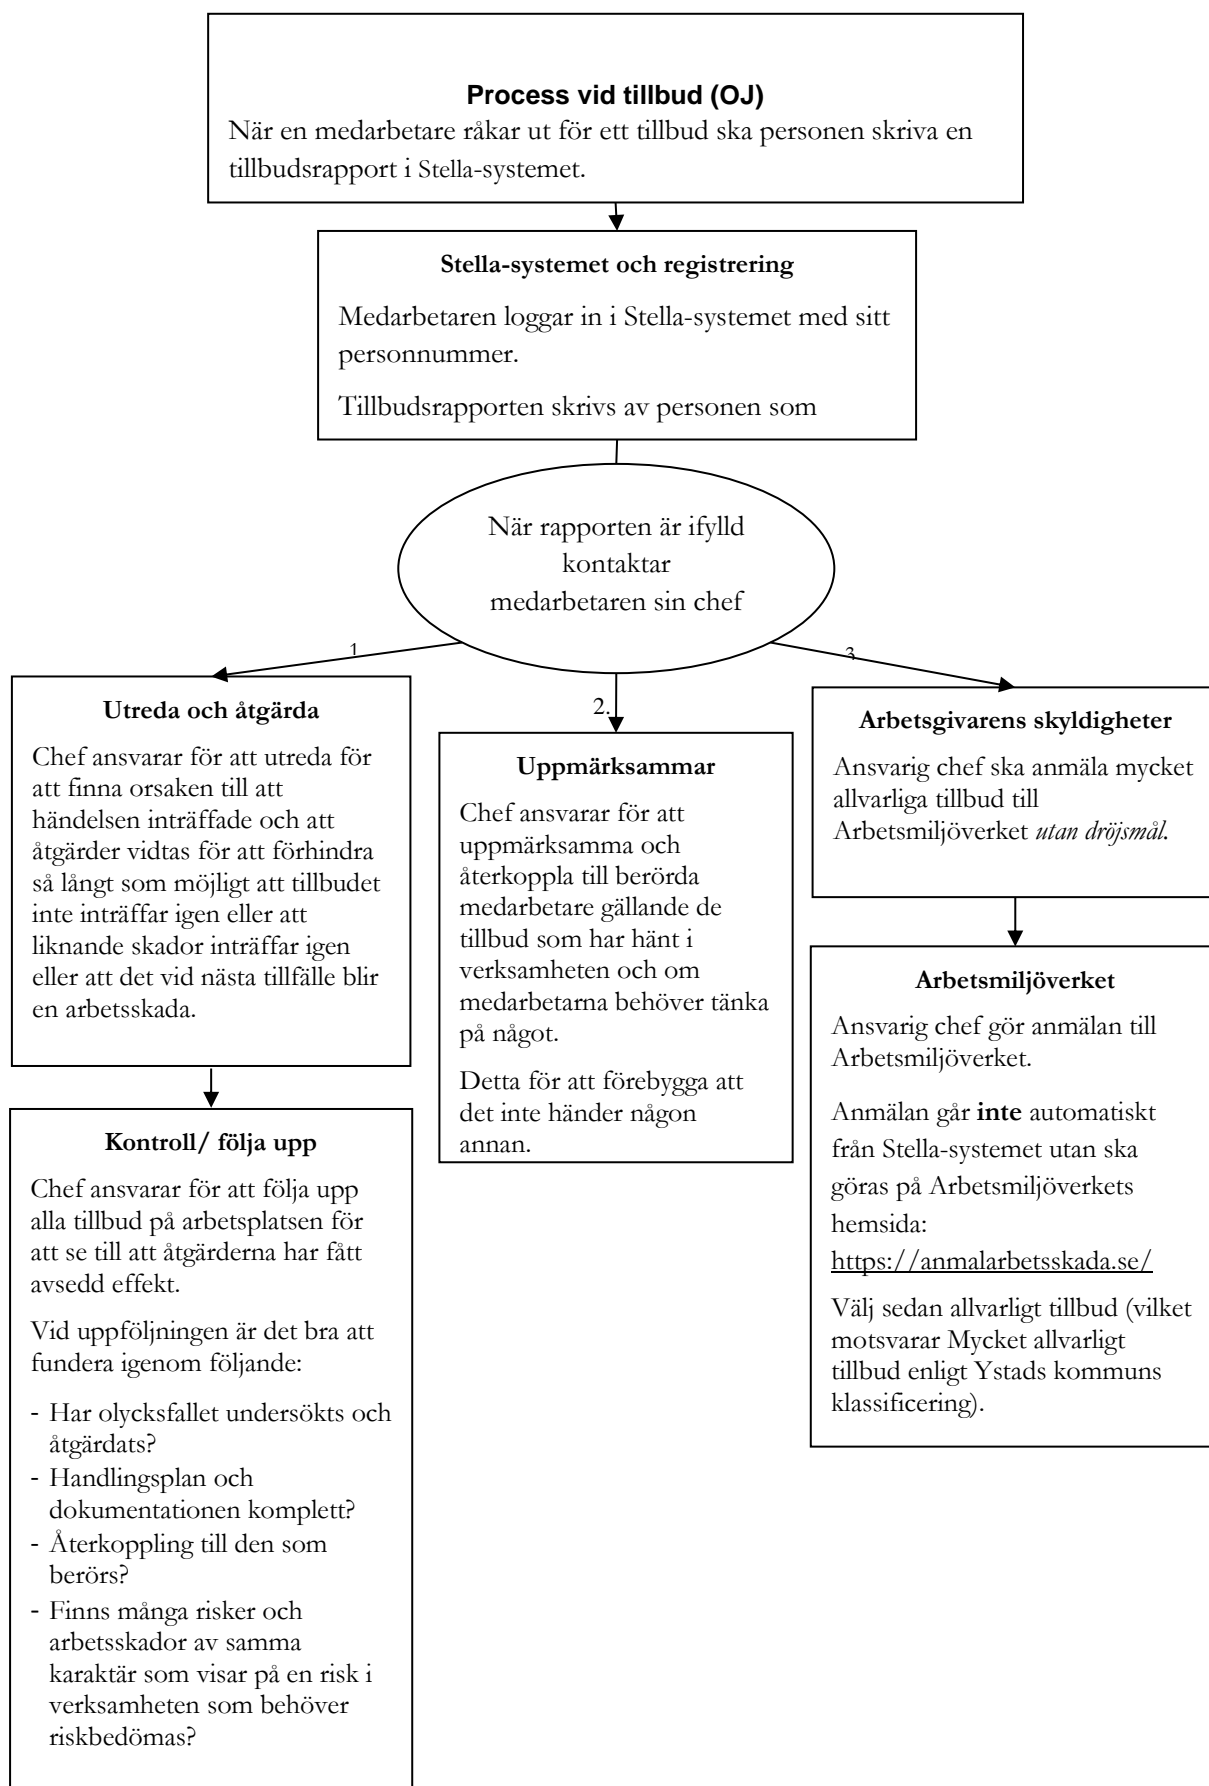 Process vid tillbud (OJ)
När en medarbetare råkar ut för ett tillbud ska personen skriva en
tillbudsrapport i Stella-systemet.
Stella-systemet och registrering
Medarbetaren loggar in i Stella-systemet med sitt
personnummer.
Tillbudsrapporten skrivs av personen som
När rapporten är ifylld
kontaktar
medarbetaren sin chef
1
Utreda och åtgärda
Chef ansvarar för att utreda för
att finna orsaken till att
händelsen inträffade och att
åtgärder vidtas för att förhindra
så långt som möjligt att tillbudet
inte inträffar igen eller att
liknande skador inträffar igen
eller att det vid nästa tillfälle blir
en arbetsskada.
Kontroll/ följa upp
Chef ansvarar för att följa upp
alla tillbud på arbetsplatsen för
att se till att åtgärderna har fått
avsedd effekt.
Vid uppföljningen är det bra att
fundera igenom följande:
- Har olycksfallet undersökts och
åtgärdats?
- Handlingsplan och
dokumentationen komplett?
- Återkoppling till den som
berörs?
- Finns många risker och
arbetsskador av samma
karaktär som visar på en risk i
verksamheten som behöver
riskbedömas?
2.
Uppmärksammar
Chef ansvarar för att
uppmärksamma och
återkoppla till berörda
medarbetare gällande de
tillbud som har hänt i
verksamheten och om
medarbetarna behöver tänka
på något.
Detta för att förebygga att
det inte händer någon
annan.
3
Arbetsgivarens skyldigheter
Ansvarig chef ska anmäla mycket
allvarliga tillbud till
Arbetsmiljöverket utan dröjsmål.
Arbetsmiljöverket
Ansvarig chef gör anmälan till
Arbetsmiljöverket.
Anmälan går inte automatiskt
från Stella-systemet utan ska
göras på Arbetsmiljöverkets
hemsida:
https://anmalarbetsskada.se/
Välj sedan allvarligt tillbud (vilket
motsvarar Mycket allvarligt
tillbud enligt Ystads kommuns
klassificering).